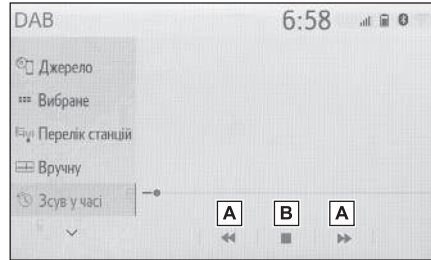 DAB 6:58
Джерело
Вибране
Перелік станцій
Вручну
Зсув у часі
A B A